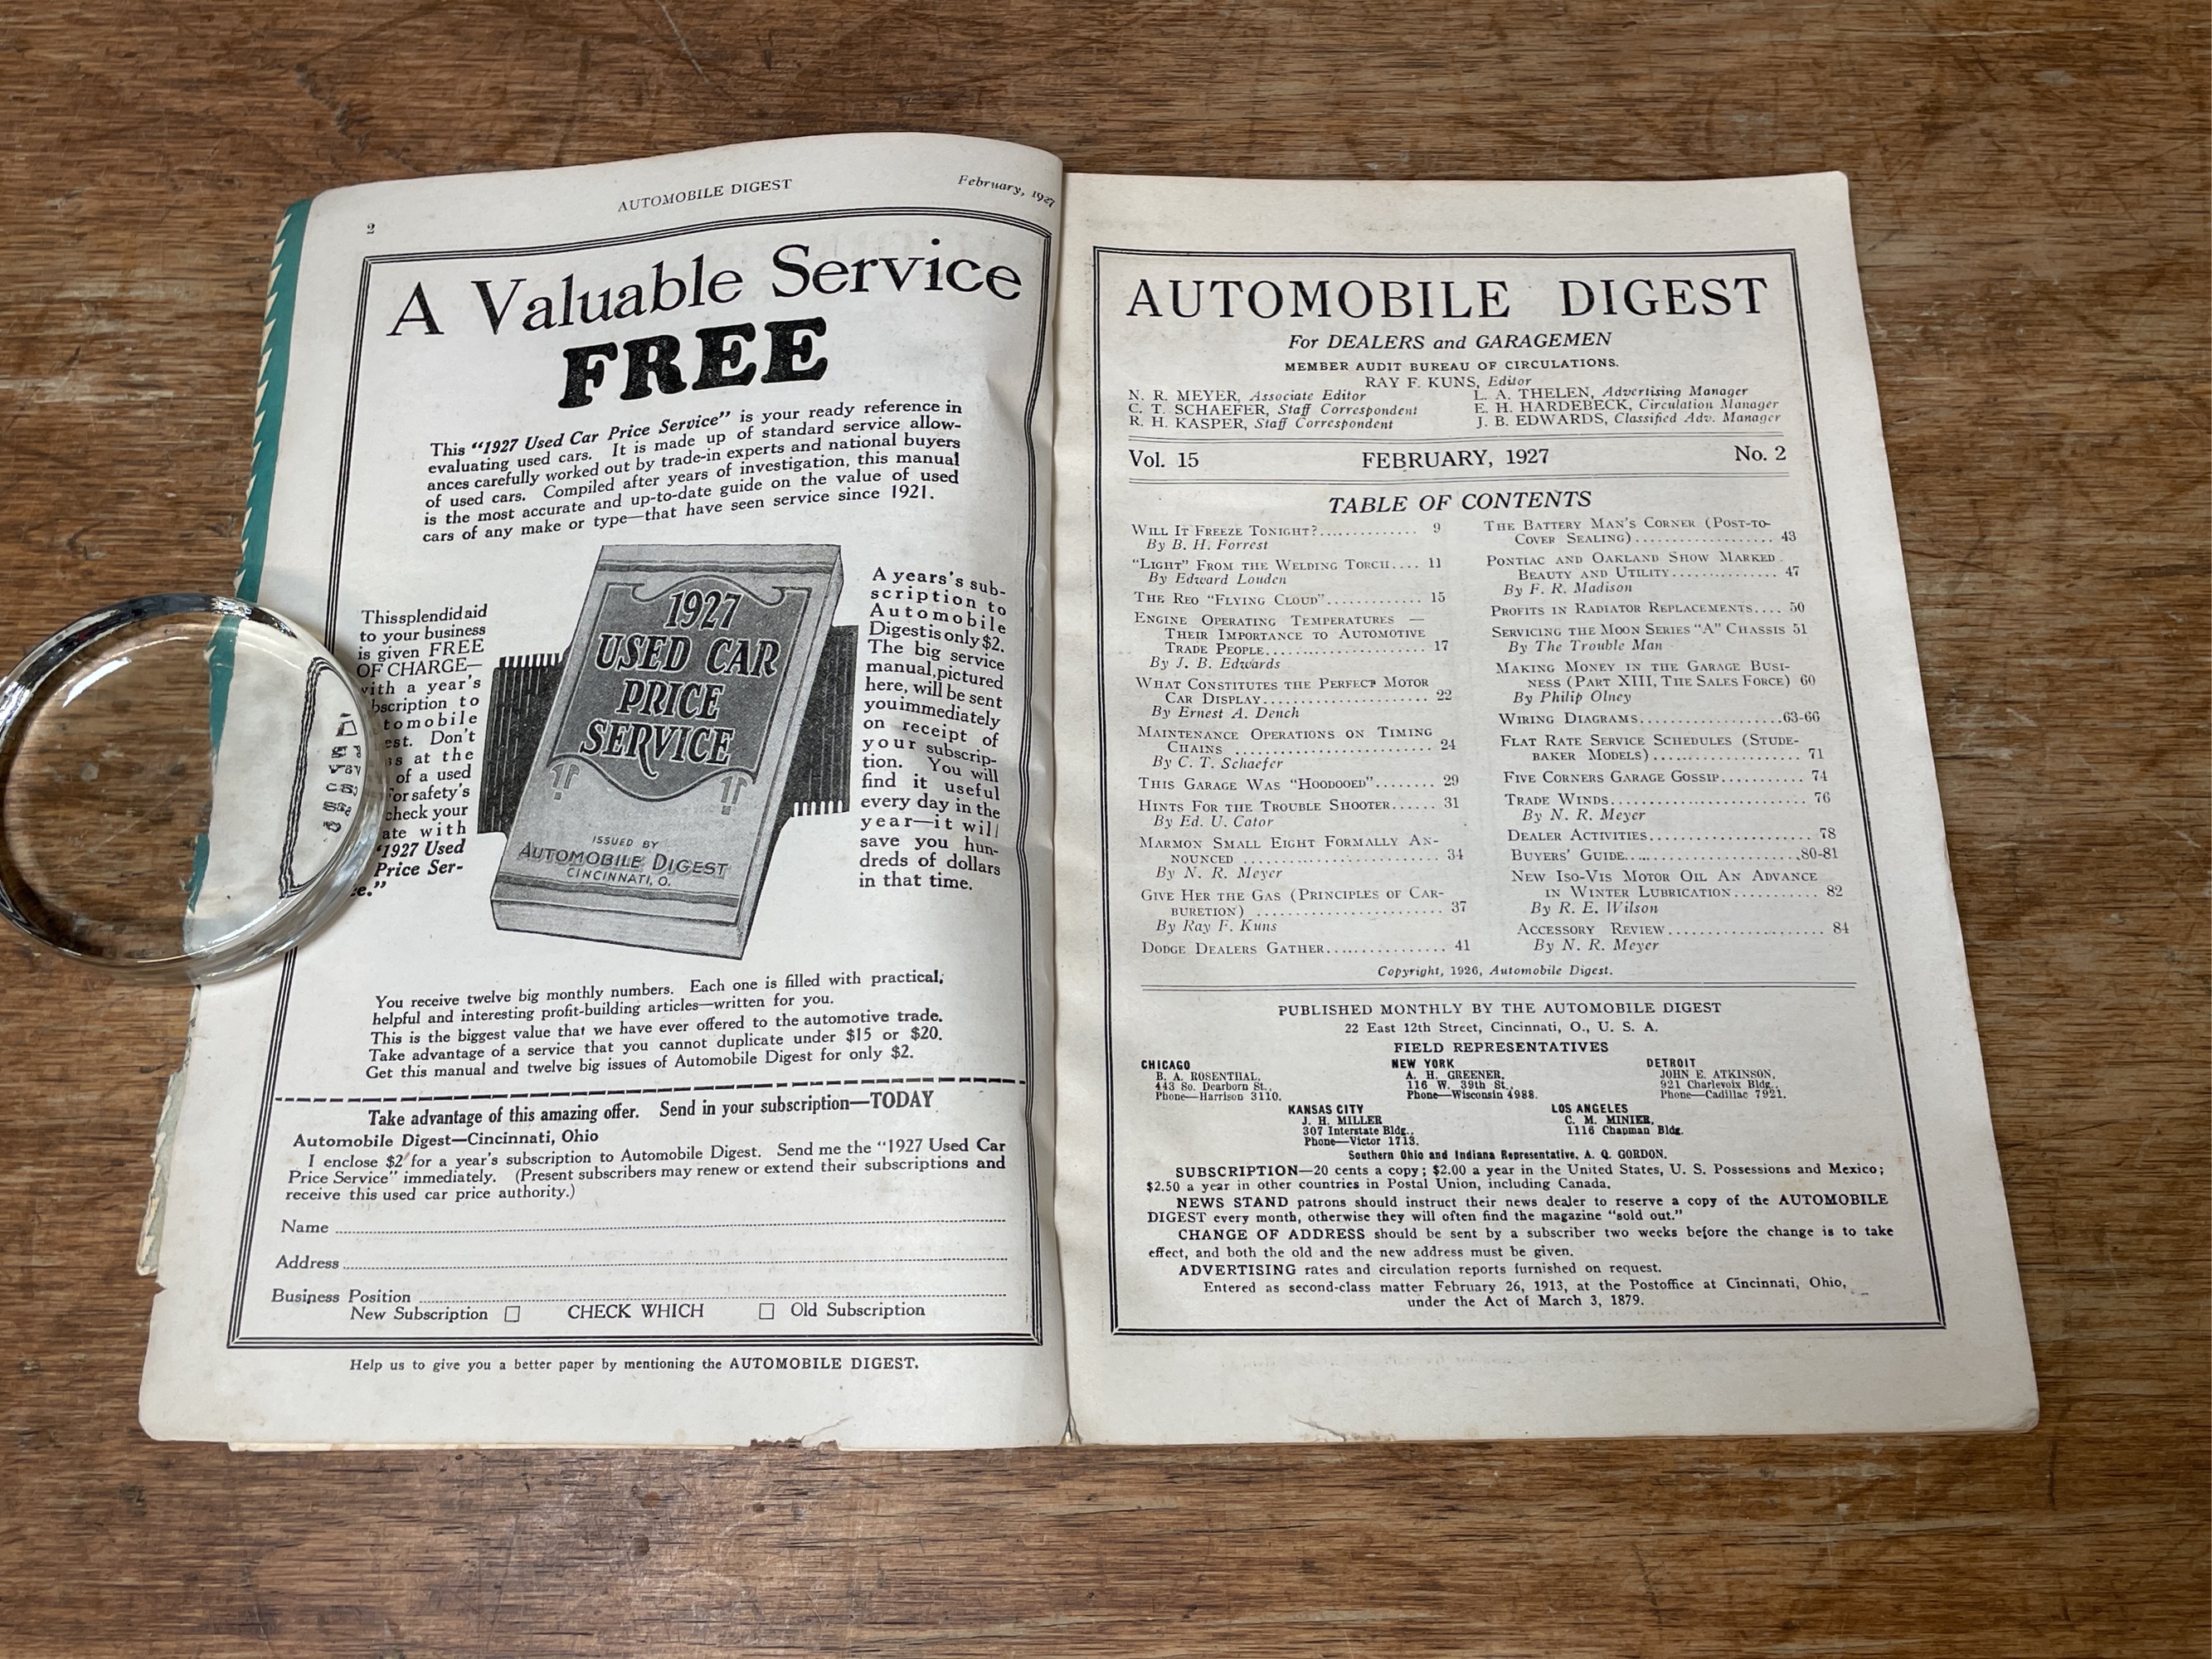 2
AUTOMOBILE DIGEST
February, 1927
A Valuable Service
FREE
This "1927 Used Car Price Service" is your ready reference in
evaluating used cars. It is made up of standard service allow-
ances carefully worked out by trade-in experts and national buyers
of used cars. Compiled after years of investigation, this manual
is the most accurate and up-to-date guide on the value of used
cars of any make or type—that have seen service since 1921.
This splendid aid
to your business
is given FREE
OF CHARGE—
with a year's
bscription to
tomobile
est. Don't
s at the
of a used
or safety's
check your
ate with
"1927 Used
Price Ser-
ce."
1927
USED CAR
PRICE
SERVICE
ISSUED BY
AUTOMOBILE DIGEST
CINCINNATI, O.
A years's sub-
scription to
Automobile
Digest is only $2.
The big service
manual, pictured
here, will be sent
you immediately
on receipt of
your subscrip-
tion. You will
find it useful
every day in the
year—it will
save you hun-
dreds of dollars
in that time.
You receive twelve big monthly numbers. Each one is filled with practical,
helpful and interesting profit-building articles—written for you.
This is the biggest value that we have ever offered to the automotive trade.
Take advantage of a service that you cannot duplicate under $15 or $20.
Get this manual and twelve big issues of Automobile Digest for only $2.
Take advantage of this amazing offer. Send in your subscription—TODAY
Automobile Digest—Cincinnati, Ohio
I enclose $2 for a year's subscription to Automobile Digest. Send me the "1927 Used Car
Price Service" immediately. (Present subscribers may renew or extend their subscriptions and
receive this used car price authority.)
Name
Address
Business Position
New Subscription □ CHECK WHICH □ Old Subscription
Help us to give you a better paper by mentioning the AUTOMOBILE DIGEST.
AUTOMOBILE DIGEST
For DEALERS and GARAGEMEN
MEMBER AUDIT BUREAU OF CIRCULATIONS.
RAY F. KUNS, Editor
N. R. MEYER, Associate Editor
C. T. SCHAEFER, Staff Correspondent
R. H. KASPER, Staff Correspondent
L. A. THELEN, Advertising Manager
E. H. HARDEBECK, Circulation Manager
J. B. EDWARDS, Classified Adv. Manager
Vol. 15 FEBRUARY, 1927 No. 2
TABLE OF CONTENTS
WILL IT FREEZE TONIGHT?.............. 9
By B. H. Forrest
"LIGHT" FROM THE WELDING TORCH.... 11
By Edward Louden
THE REO "FLYING CLOUD"............. 15
ENGINE OPERATING TEMPERATURES —
THEIR IMPORTANCE TO AUTOMOTIVE
TRADE PEOPLE...................... 17
By J. B. Edwards
WHAT CONSTITUTES THE PERFECT MOTOR
CAR DISPLAY....................... 22
By Ernest A. Dench
MAINTENANCE OPERATIONS ON TIMING
CHAINS ........................... 24
By C. T. Schaefer
THIS GARAGE WAS "HOODOOED"........ 29
HINTS FOR THE TROUBLE SHOOTER...... 31
By Ed. U. Cator
MARMON SMALL EIGHT FORMALLY AN-
NOUNCED .......................... 34
By N. R. Meyer
GIVE HER THE GAS (PRINCIPLES OF CAR-
BURETION) ........................ 37
By Ray F. Kuns
DODGE DEALERS GATHER.............. 41
THE BATTERY MAN'S CORNER (POST-TO-
COVER SEALING).................... 43
PONTIAC AND OAKLAND SHOW MARKED
BEAUTY AND UTILITY................ 47
By F. R. Madison
PROFITS IN RADIATOR REPLACEMENTS.... 50
SERVICING THE MOON SERIES "A" CHASSIS 51
By The Trouble Man
MAKING MONEY IN THE GARAGE BUSI-
NESS (PART XIII, THE SALES FORCE) 60
By Philip Olney
WIRING DIAGRAMS...................63-66
FLAT RATE SERVICE SCHEDULES (STUDE-
BAKER MODELS)..................... 71
FIVE CORNERS GARAGE GOSSIP.......... 74
TRADE WINDS........................ 76
By N. R. Meyer
DEALER ACTIVITIES.................. 78
BUYERS' GUIDE.....................80-81
NEW ISO-VIS MOTOR OIL AN ADVANCE
IN WINTER LUBRICATION............. 82
By R. E. Wilson
ACCESSORY REVIEW................... 84
By N. R. Meyer
Copyright, 1926, Automobile Digest.
PUBLISHED MONTHLY BY THE AUTOMOBILE DIGEST
22 East 12th Street, Cincinnati, O., U. S. A.
FIELD REPRESENTATIVES
CHICAGO
B. A. ROSENTHAL,
443 So. Dearborn St.,
Phone—Harrison 3110.
NEW YORK
A. H. GREENER,
116 W. 39th St.,
Phone—Wisconsin 4988.
DETROIT
JOHN E. ATKINSON,
921 Charlevoix Bldg.,
Phone—Cadillac 7921.
KANSAS CITY
J. H. MILLER
307 Interstate Bldg.,
Phone—Victor 1713.
LOS ANGELES
C. M. MINIER,
1116 Chapman Bldg.
Southern Ohio and Indiana Representative, A. Q. GORDON.
SUBSCRIPTION—20 cents a copy; $2.00 a year in the United States, U. S. Possessions and Mexico;
$2.50 a year in other countries in Postal Union, including Canada.
NEWS STAND patrons should instruct their news dealer to reserve a copy of the AUTOMOBILE
DIGEST every month, otherwise they will often find the magazine "sold out."
CHANGE OF ADDRESS should be sent by a subscriber two weeks before the change is to take
effect, and both the old and the new address must be given.
ADVERTISING rates and circulation reports furnished on request.
Entered as second-class matter February 26, 1913, at the Postoffice at Cincinnati, Ohio,
under the Act of March 3, 1879.